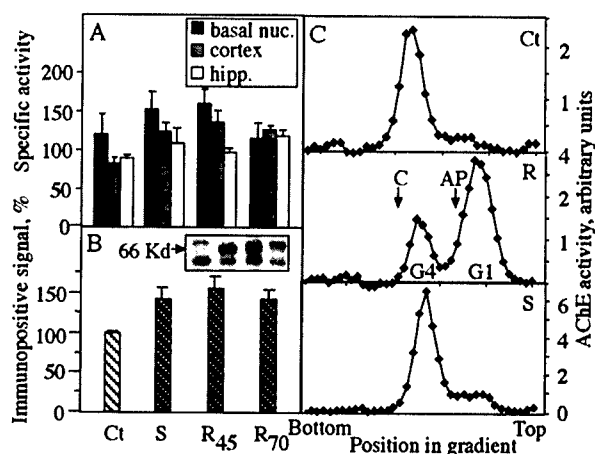 A
basal nuc.
cortex
hipp.
Specific activity
200
150
100
50
0
B
66 Kd
Immunopositive signal, %
150
100
50
0
Ct
S
R45
R70
C
Ct
2
1
4
R
C
AP
G4
G1
2
1
S
6
4
2
0
AChE activity, arbitrary units
Bottom
Top
Position in gradient